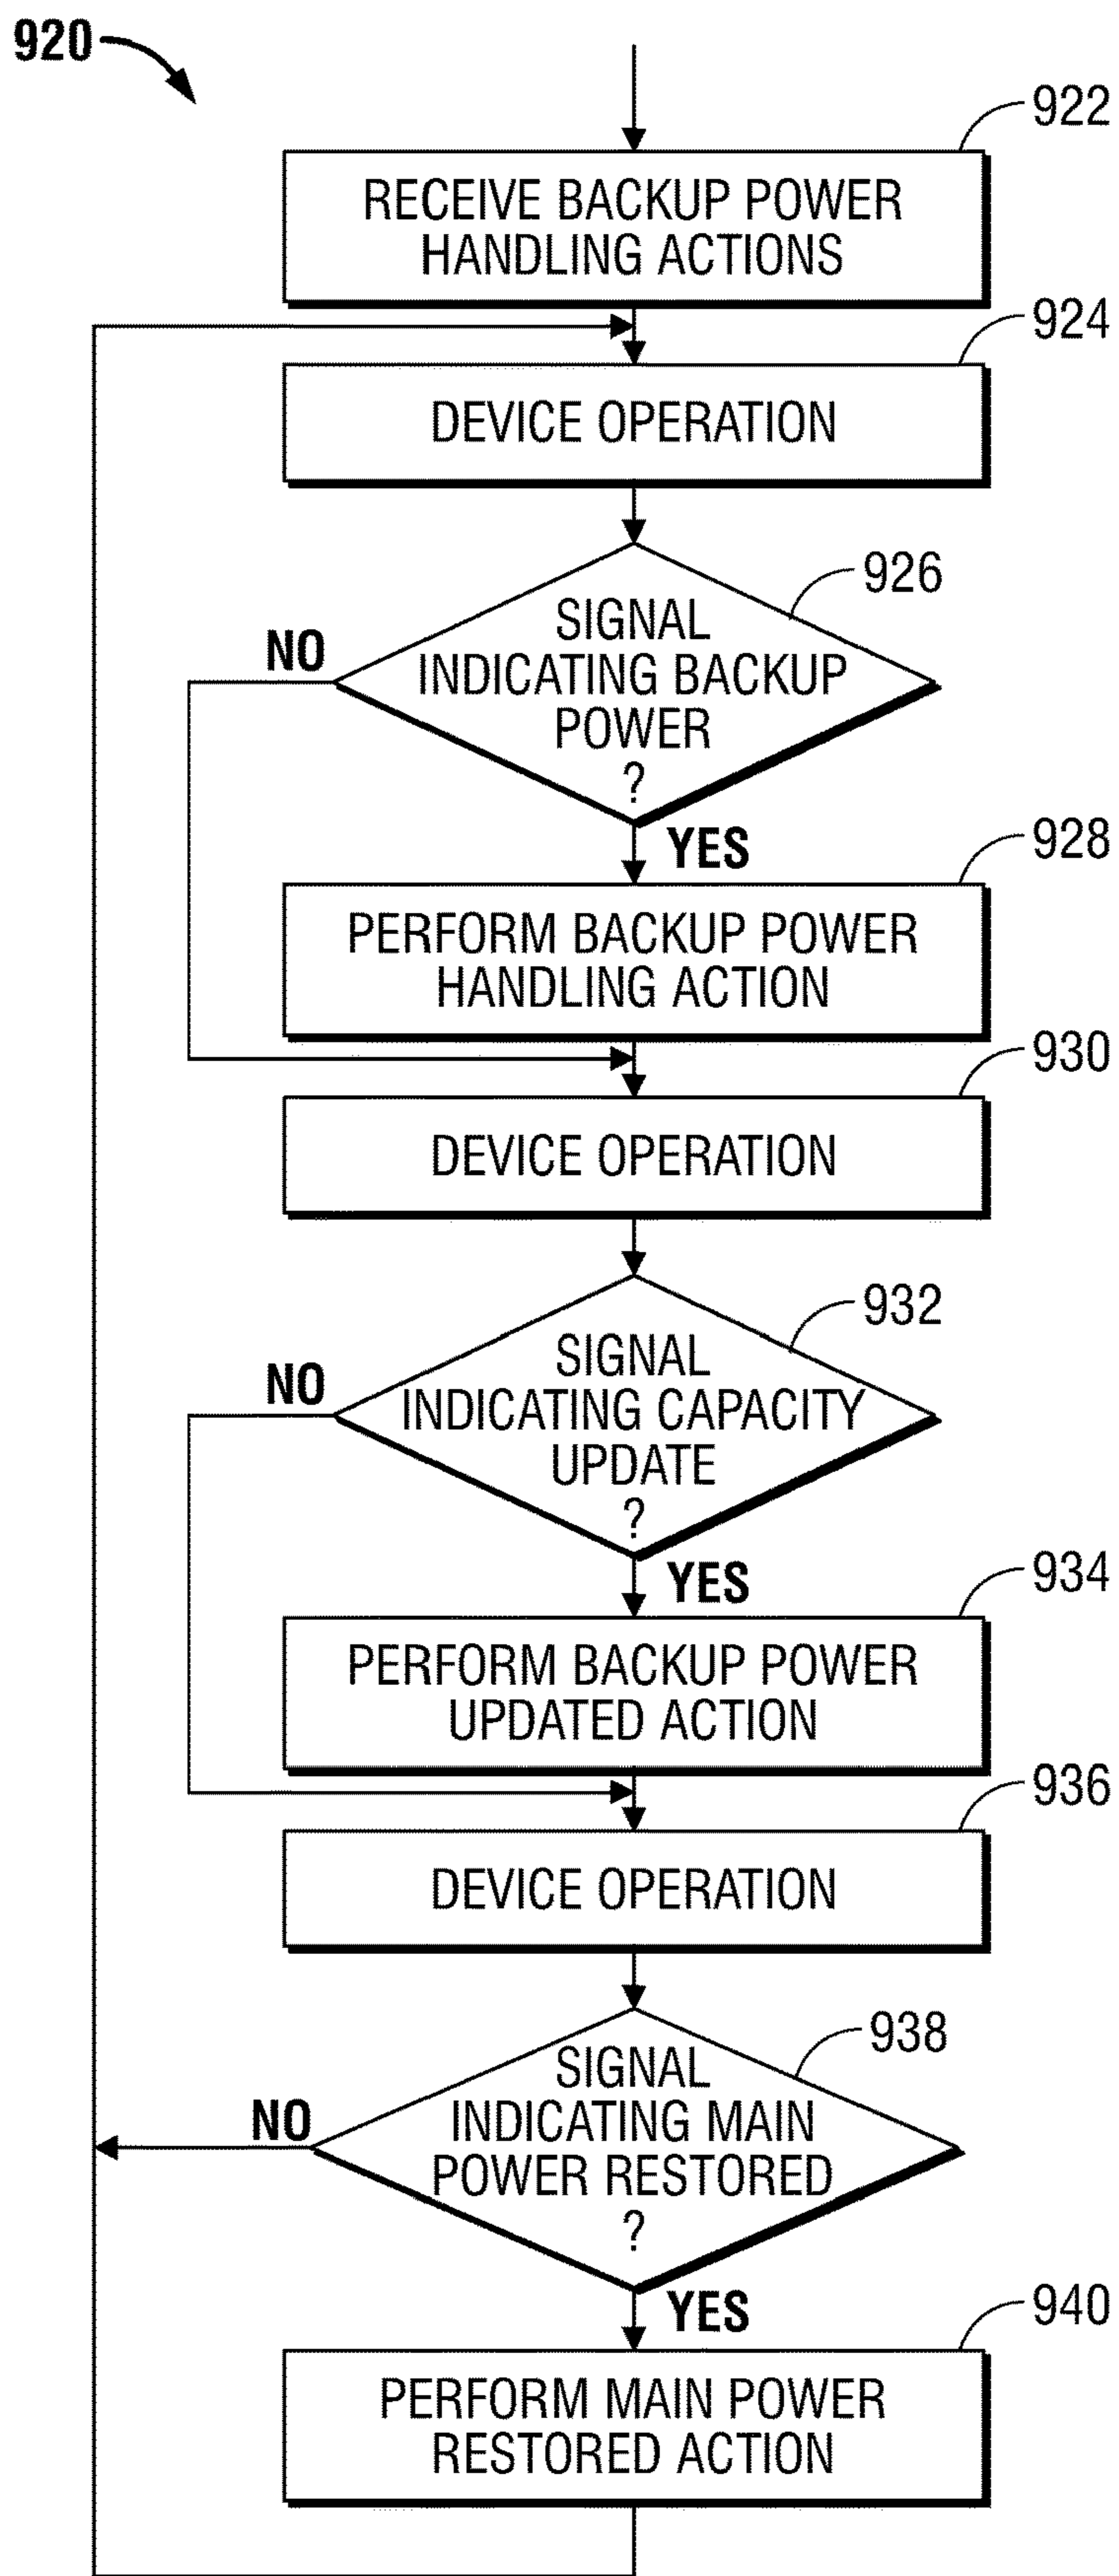 920
922
RECEIVE BACKUP POWER
HANDLING ACTIONS
924
DEVICE OPERATION
926
SIGNAL
INDICATING BACKUP
POWER
?
NO
YES
928
PERFORM BACKUP POWER
HANDLING ACTION
930
DEVICE OPERATION
932
SIGNAL
INDICATING CAPACITY
UPDATE
?
NO
YES
934
PERFORM BACKUP POWER
UPDATED ACTION
936
DEVICE OPERATION
938
SIGNAL
INDICATING MAIN
POWER RESTORED
?
NO
YES
940
PERFORM MAIN POWER
RESTORED ACTION